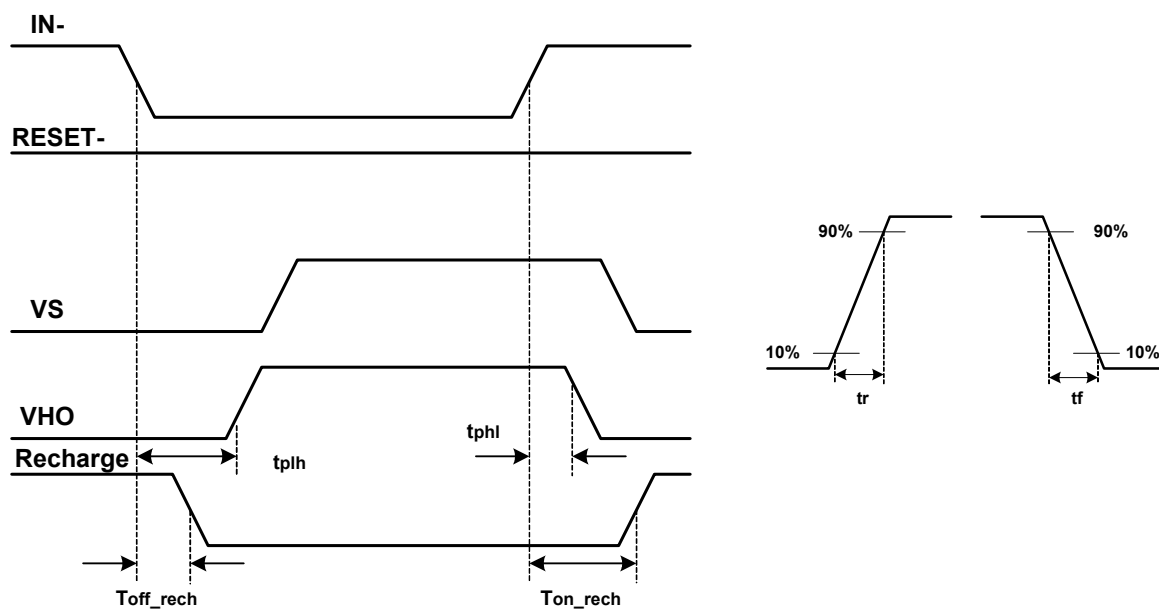 IN-
RESET-
VS
VHO
Recharge
tplh
tphl
Toff_rech
Ton_rech
90%
90%
10%
10%
tr
tf